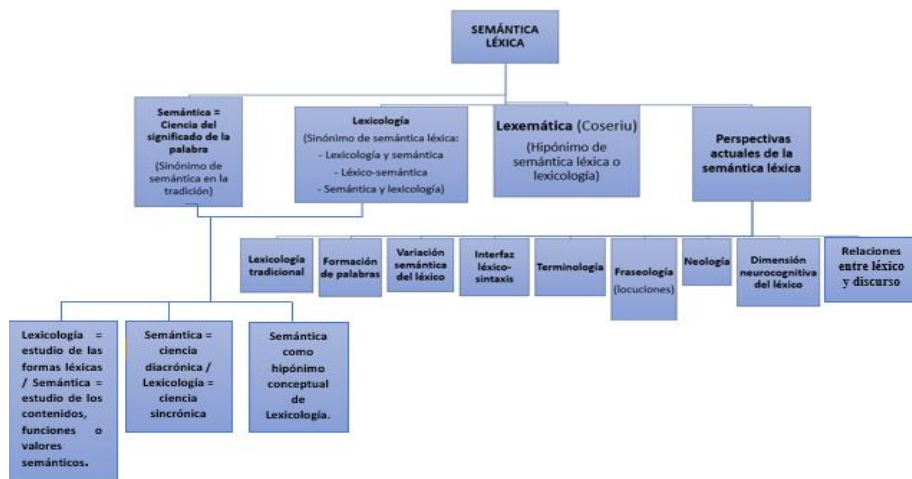 SEMÁNTICA
LÉXICA
Semántica =
Ciencia del
significado de la
palabra
(Sinónimo de
semántica en la
tradición)
Lexicología
(Sinónimo de semántica léxica:
- Lexicología y semántica
- Léxico-semántica
- Semántica y lexicología)
Lexemática (Coseriu)
(Hipónimo de
semántica léxica o
lexicología)
Perspectivas
actuales de la
semántica léxica
Lexicología
tradicional
Formación
de palabras
Variación
semántica
del léxico
Interfaz
léxico-
sintaxis
Terminología
Fraseología
(locuciones)
Neología
Dimensión
neurocognitiva
del léxico
Relaciones
entre léxico
y discurso
Lexicología =
estudio de las
formas léxicas
/ Semántica =
estudio de los
contenidos,
funciones o
valores
semánticos.
Semántica =
ciencia
diacrónica /
Lexicología =
ciencia
sincrónica
Semántica
como
hipónimo
conceptual
de
Lexicología.